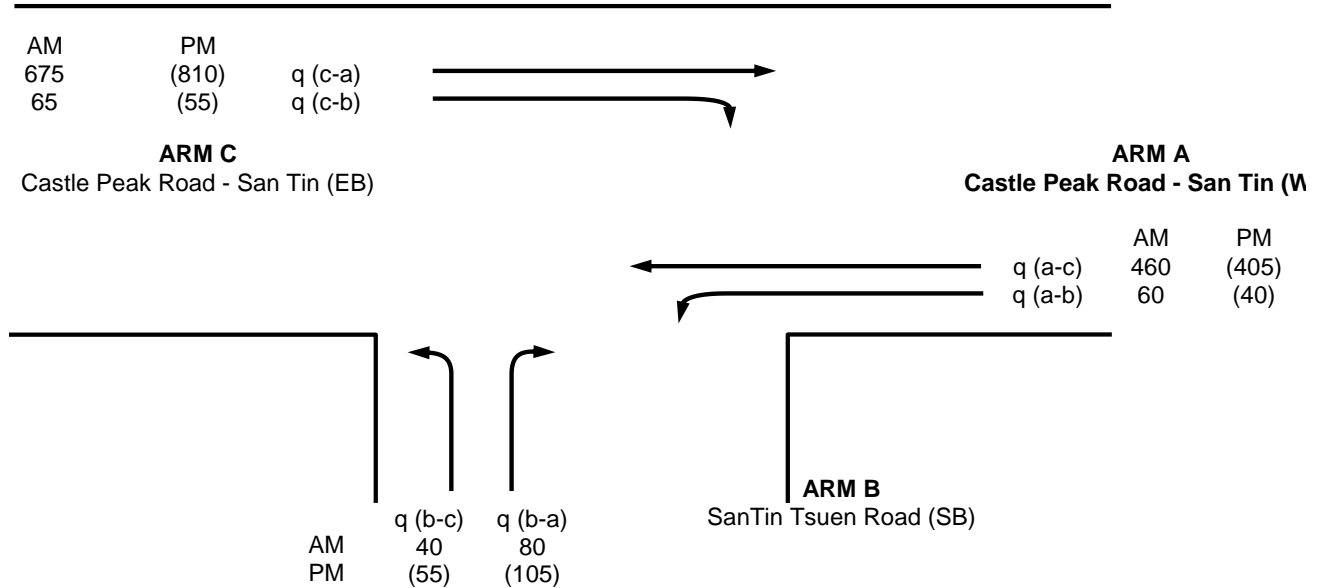 AM PM
675 (810) q (c-a)
65 (55) q (c-b)
ARM C
Castle Peak Road - San Tin (EB)
ARM A
Castle Peak Road - San Tin (W
AM PM
q (a-c) 460 (405)
q (a-b) 60 (40)
ARM B
SanTin Tsuen Road (SB)
q (b-c) q (b-a)
AM 40 80
PM (55) (105)